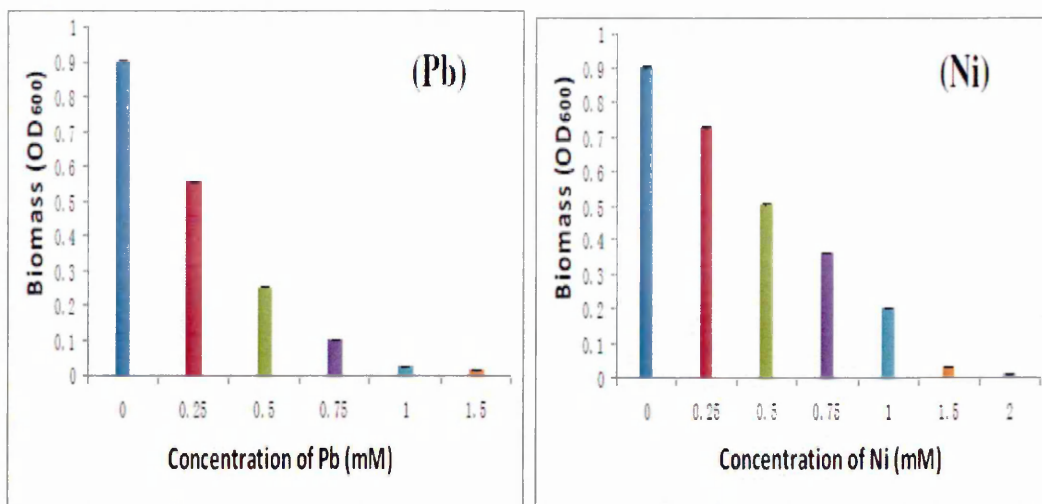 (Pb)
Biomass (OD600)
1
0.9
0.8
0.7
0.6
0.5
0.4
0.3
0.2
0.1
0
0 0.25 0.5 0.75 1 1.5
Concentration of Pb (mM)
(Ni)
Biomass (OD600)
1
0.9
0.8
0.7
0.6
0.5
0.4
0.3
0.2
0.1
0
0 0.25 0.5 0.75 1 1.5 2
Concentration of Ni (mM)